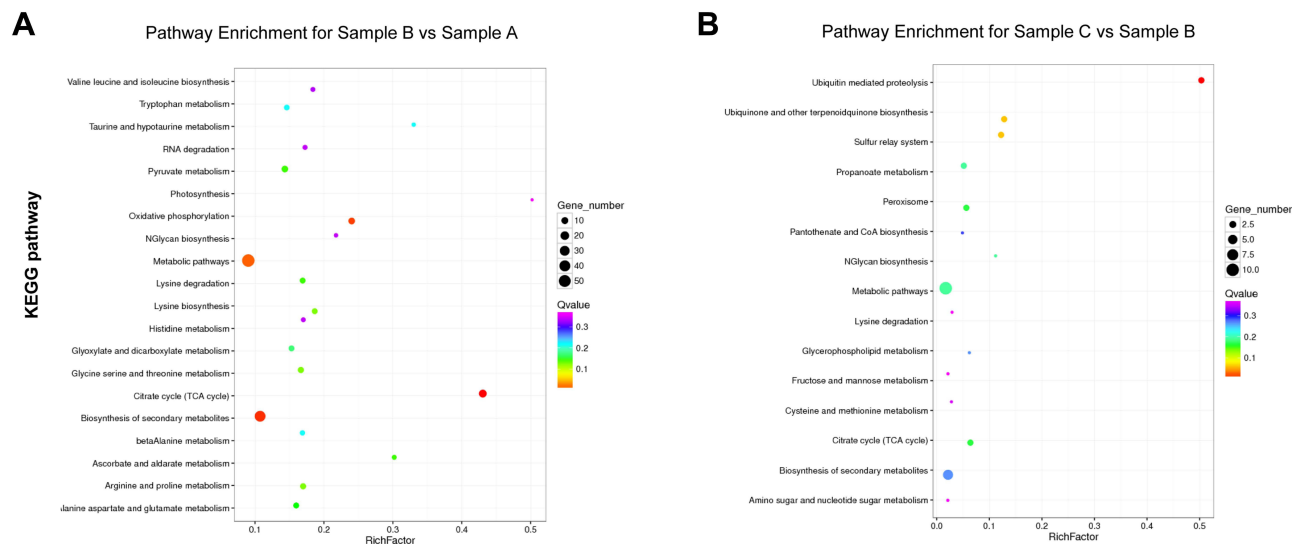 A
Pathway Enrichment for Sample B vs Sample A
KEGG pathway
Valine leucine and isoleucine biosynthesis
Tryptophan metabolism
Taurine and hypotaurine metabolism
RNA degradation
Pyruvate metabolism
Photosynthesis
Oxidative phosphorylation
NGlycan biosynthesis
Metabolic pathways
Lysine degradation
Lysine biosynthesis
Histidine metabolism
Glyoxylate and dicarboxylate metabolism
Glycine serine and threonine metabolism
Citrate cycle (TCA cycle)
Biosynthesis of secondary metabolites
betaAlanine metabolism
Ascorbate and aldarate metabolism
Arginine and proline metabolism
lanine aspartate and glutamate metabolism
0.1 0.2 0.3 0.4 0.5
RichFactor
Gene_number
10
20
30
40
50
Qvalue
0.3
0.2
0.1
B
Pathway Enrichment for Sample C vs Sample B
Ubiquitin mediated proteolysis
Ubiquinone and other terpenoidquinone biosynthesis
Sulfur relay system
Propanoate metabolism
Peroxisome
Pantothenate and CoA biosynthesis
NGlycan biosynthesis
Metabolic pathways
Lysine degradation
Glycerophospholipid metabolism
Fructose and mannose metabolism
Cysteine and methionine metabolism
Citrate cycle (TCA cycle)
Biosynthesis of secondary metabolites
Amino sugar and nucleotide sugar metabolism
0.0 0.1 0.2 0.3 0.4 0.5
RichFactor
Gene_number
2.5
5.0
7.5
10.0
Qvalue
0.3
0.2
0.1